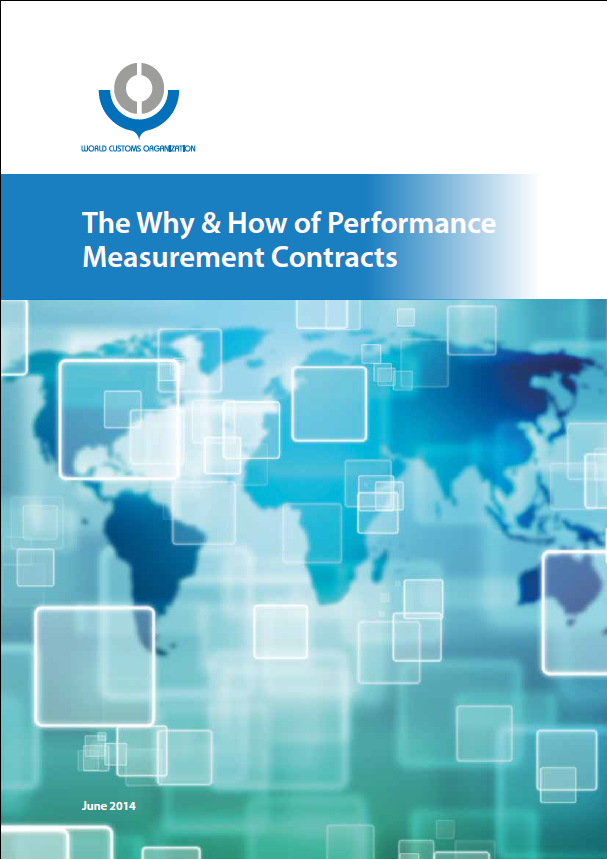 WORLD CUSTOMS ORGANIZATION
The Why & How of Performance
Measurement Contracts
June 2014